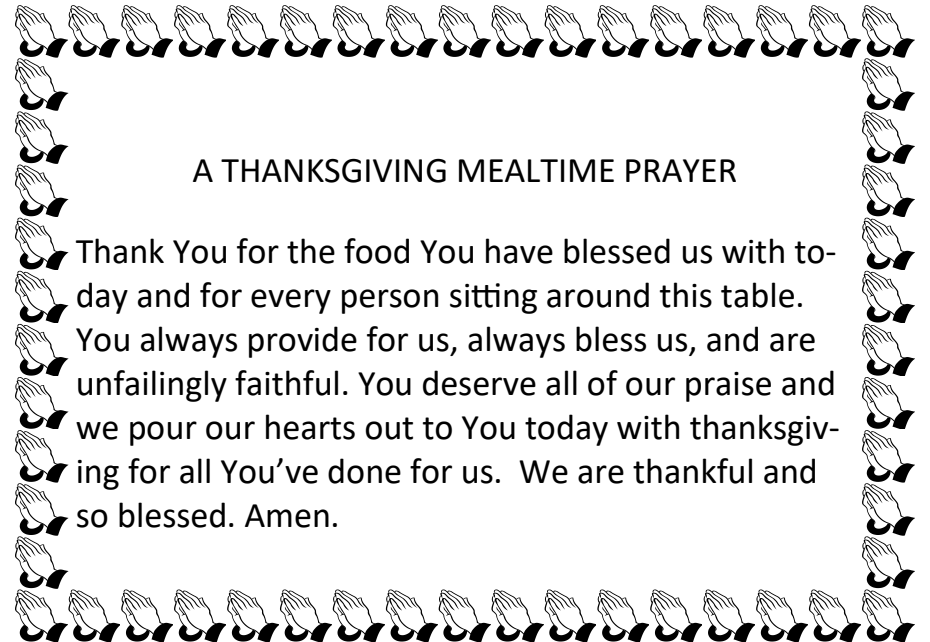 A THANKSGIVING MEALTIME PRAYER
Thank You for the food You have blessed us with to-
day and for every person sitting around this table.
You always provide for us, always bless us, and are
unfailingly faithful. You deserve all of our praise and
we pour our hearts out to You today with thanksgiv-
ing for all You’ve done for us.  We are thankful and
so blessed. Amen.